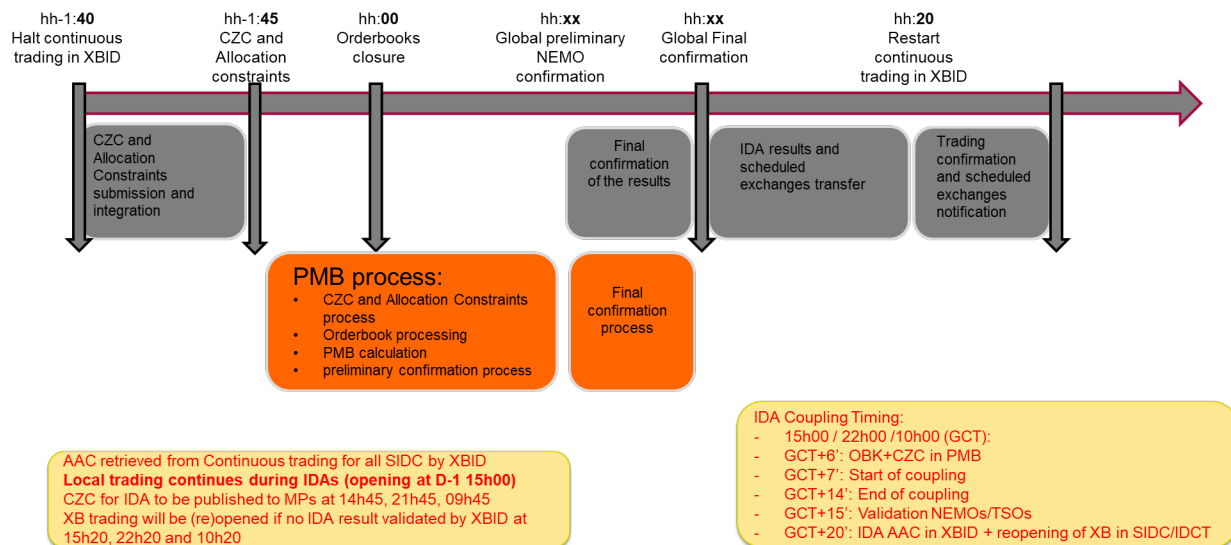 hh-1:40
Halt continuous
trading in XBID
hh-1:45
CZC and
Allocation
constraints
hh:00
Orderbooks
closure
hh:xx
Global preliminary
NEMO
confirmation
hh:xx
Global Final
confirmation
hh:20
Restart
continuous
trading in XBID
CZC and
Allocation
Constraints
submission and
integration
Final
confirmation
of the results
IDA results and
scheduled
exchanges transfer
Trading
confirmation
and scheduled
exchanges
notification
PMB process:
• CZC and Allocation Constraints
process
• Orderbook processing
• PMB calculation
• preliminary confirmation process
Final
confirmation
process
AAC retrieved from Continuous trading for all SIDC by XBID
Local trading continues during IDAs (opening at D-1 15h00)
CZC for IDA to be published to MPs at 14h45, 21h45, 09h45
XB trading will be (re)opened if no IDA result validated by XBID at
15h20, 22h20 and 10h20
IDA Coupling Timing:
- 15h00 / 22h00 /10h00 (GCT):
- GCT+6’: OBK+CZC in PMB
- GCT+7’: Start of coupling
- GCT+14’: End of coupling
- GCT+15’: Validation NEMOs/TSOs
- GCT+20’: IDA AAC in XBID + reopening of XB in SIDC/IDCT